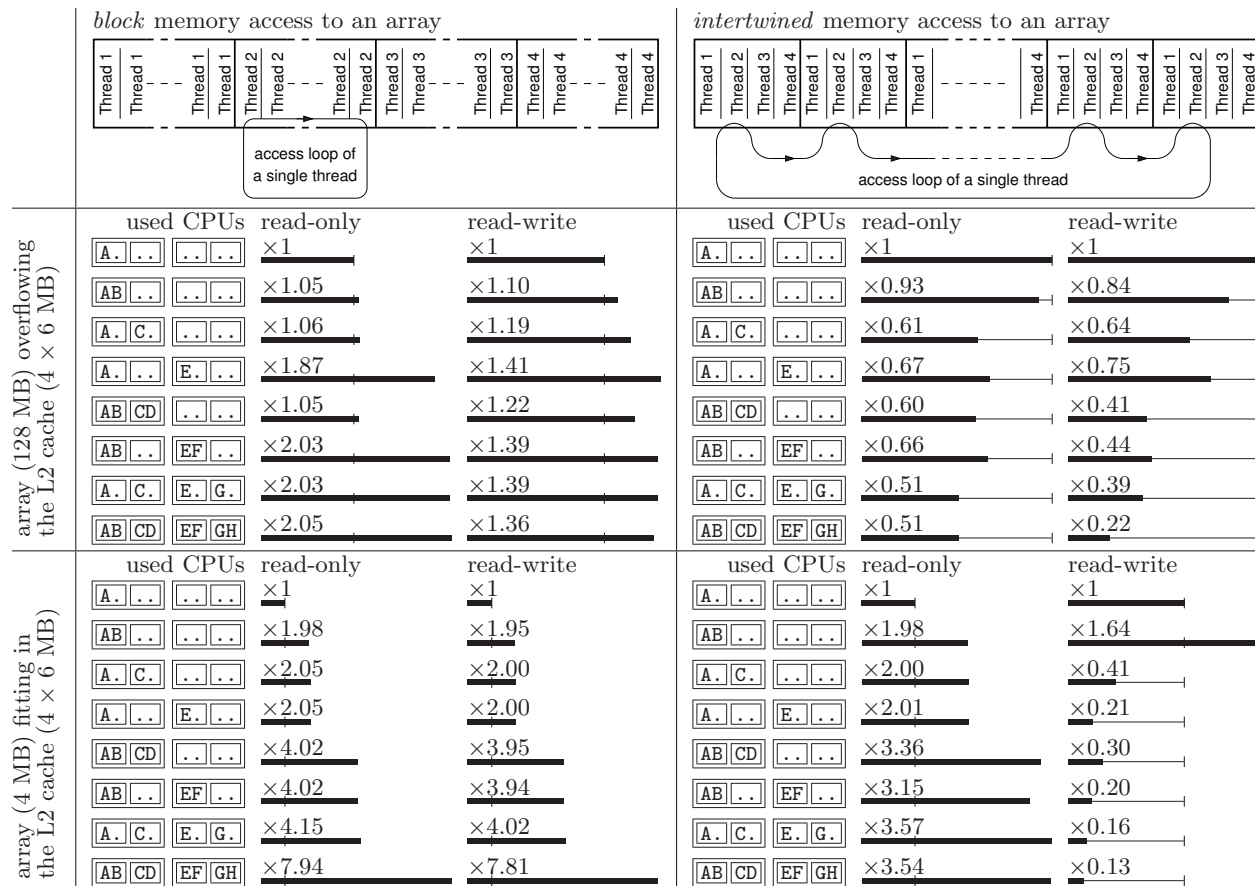 block memory access to an array
intertwined memory access to an array
Thread 1 Thread 1 Thread 1 Thread 1 Thread 2 Thread 2 Thread 2 Thread 2 Thread 3 Thread 3 Thread 3 Thread 3 Thread 4 Thread 4 Thread 4 Thread 4
Thread 1 Thread 2 Thread 3 Thread 4 Thread 1 Thread 2 Thread 3 Thread 4 Thread 1 Thread 4 Thread 1 Thread 2 Thread 3 Thread 4 Thread 1 Thread 2 Thread 3 Thread 4
access loop of
a single thread
access loop of a single thread
array (128 MB) overflowing
the L2 cache (4 × 6 MB)
used CPUs read-only read-write used CPUs read-only read-write
A. .. .. .. ×1 ×1 A. .. .. .. ×1 ×1
AB .. .. .. ×1.05 ×1.10 AB .. .. .. ×0.93 ×0.84
A. C. .. .. ×1.06 ×1.19 A. C. .. .. ×0.61 ×0.64
A. .. E. .. ×1.87 ×1.41 A. .. E. .. ×0.67 ×0.75
AB CD .. .. ×1.05 ×1.22 AB CD .. .. ×0.60 ×0.41
AB .. EF .. ×2.03 ×1.39 AB .. EF .. ×0.66 ×0.44
A. C. E. G. ×2.03 ×1.39 A. C. E. G. ×0.51 ×0.39
AB CD EF GH ×2.05 ×1.36 AB CD EF GH ×0.51 ×0.22
array (4 MB) fitting in
the L2 cache (4 × 6 MB)
used CPUs read-only read-write used CPUs read-only read-write
A. .. .. .. ×1 ×1 A. .. .. .. ×1 ×1
AB .. .. .. ×1.98 ×1.95 AB .. .. .. ×1.98 ×1.64
A. C. .. .. ×2.05 ×2.00 A. C. .. .. ×2.00 ×0.41
A. .. E. .. ×2.05 ×2.00 A. .. E. .. ×2.01 ×0.21
AB CD .. .. ×4.02 ×3.95 AB CD .. .. ×3.36 ×0.30
AB .. EF .. ×4.02 ×3.94 AB .. EF .. ×3.15 ×0.20
A. C. E. G. ×4.15 ×4.02 A. C. E. G. ×3.57 ×0.16
AB CD EF GH ×7.94 ×7.81 AB CD EF GH ×3.54 ×0.13